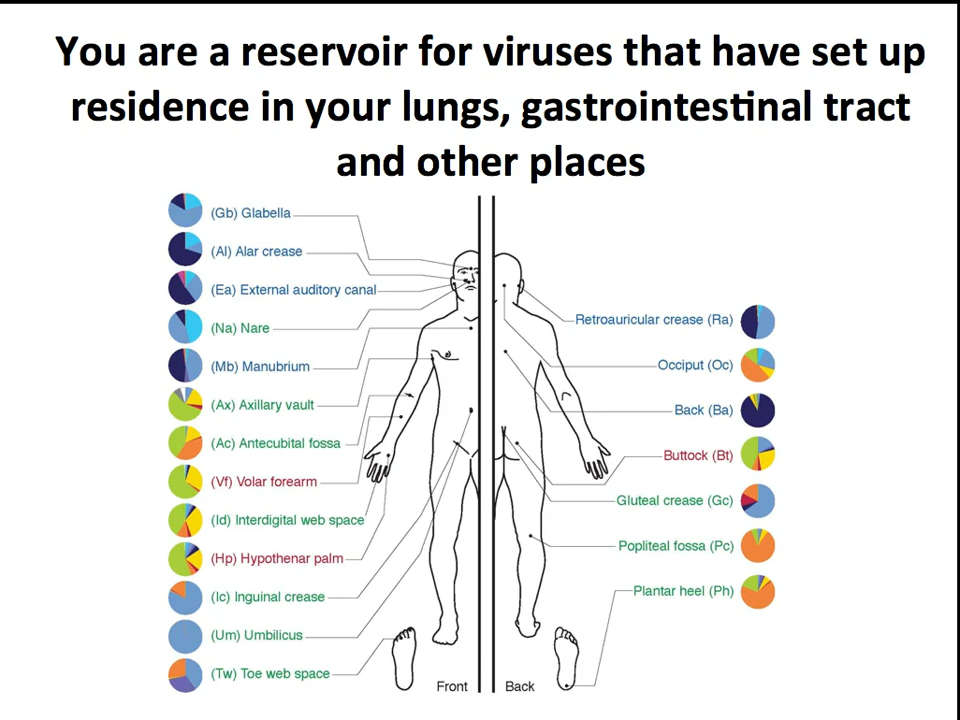 You are a reservoir for viruses that have set up
residence in your lungs, gastrointestinal tract
and other places
(Gb) Glabella
(Al) Alar crease
(Ea) External auditory canal
(Na) Nare
(Mb) Manubrium
(Ax) Axillary vault
(Ac) Antecubital fossa
(Vf) Volar forearm
(Id) Interdigital web space
(Hp) Hypothenar palm
(Ic) Inguinal crease
(Um) Umbilicus
(Tw) Toe web space
Front
Back
Retroauricular crease (Ra)
Occiput (Oc)
Back (Ba)
Buttock (Bt)
Gluteal crease (Gc)
Popliteal fossa (Pc)
Plantar heel (Ph)